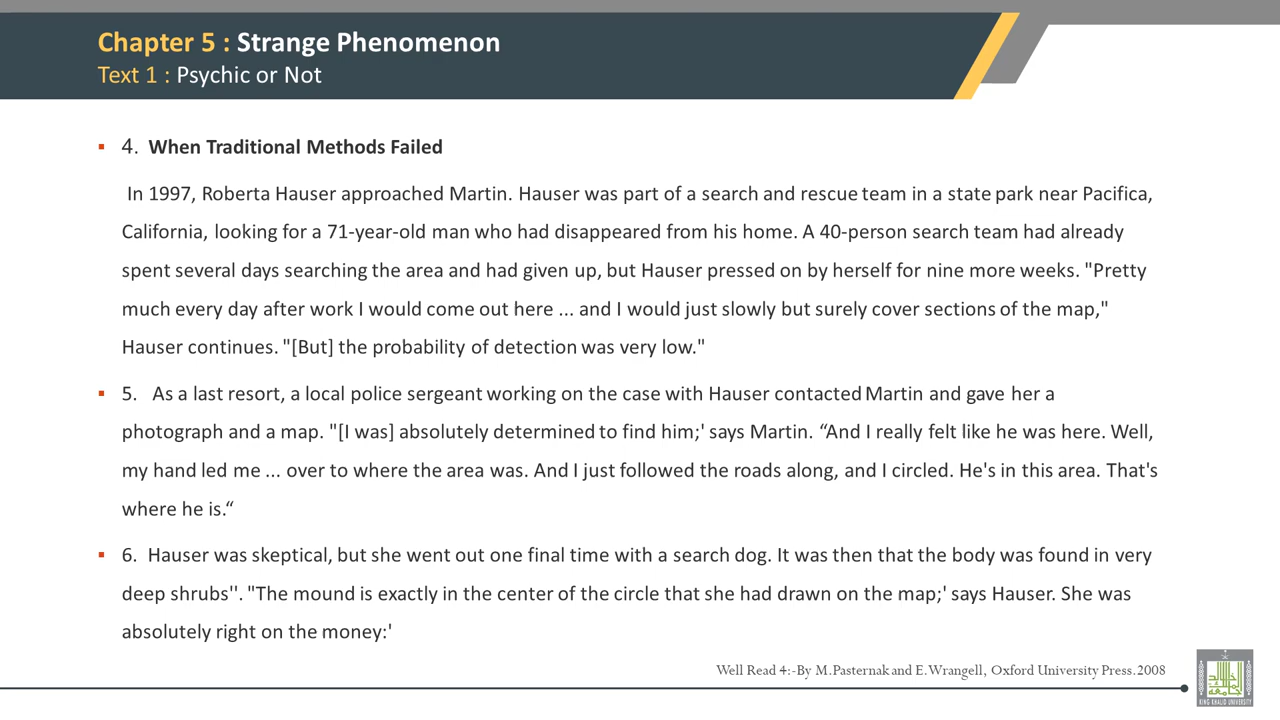 Chapter 5 : Strange Phenomenon
Text 1 : Psychic or Not
▪ 4. When Traditional Methods Failed
In 1997, Roberta Hauser approached Martin. Hauser was part of a search and rescue team in a state park near Pacifica,
California, looking for a 71-year-old man who had disappeared from his home. A 40-person search team had already
spent several days searching the area and had given up, but Hauser pressed on by herself for nine more weeks. "Pretty
much every day after work I would come out here ... and I would just slowly but surely cover sections of the map,"
Hauser continues. "[But] the probability of detection was very low."
▪ 5. As a last resort, a local police sergeant working on the case with Hauser contacted Martin and gave her a
photograph and a map. "[I was] absolutely determined to find him;' says Martin. “And I really felt like he was here. Well,
my hand led me ... over to where the area was. And I just followed the roads along, and I circled. He's in this area. That's
where he is.“
▪ 6. Hauser was skeptical, but she went out one final time with a search dog. It was then that the body was found in very
deep shrubs''. "The mound is exactly in the center of the circle that she had drawn on the map;' says Hauser. She was
absolutely right on the money:'
Well Read 4:-By M.Pasternak and E.Wrangell, Oxford University Press.2008
KING KHALID UNIVERSITY